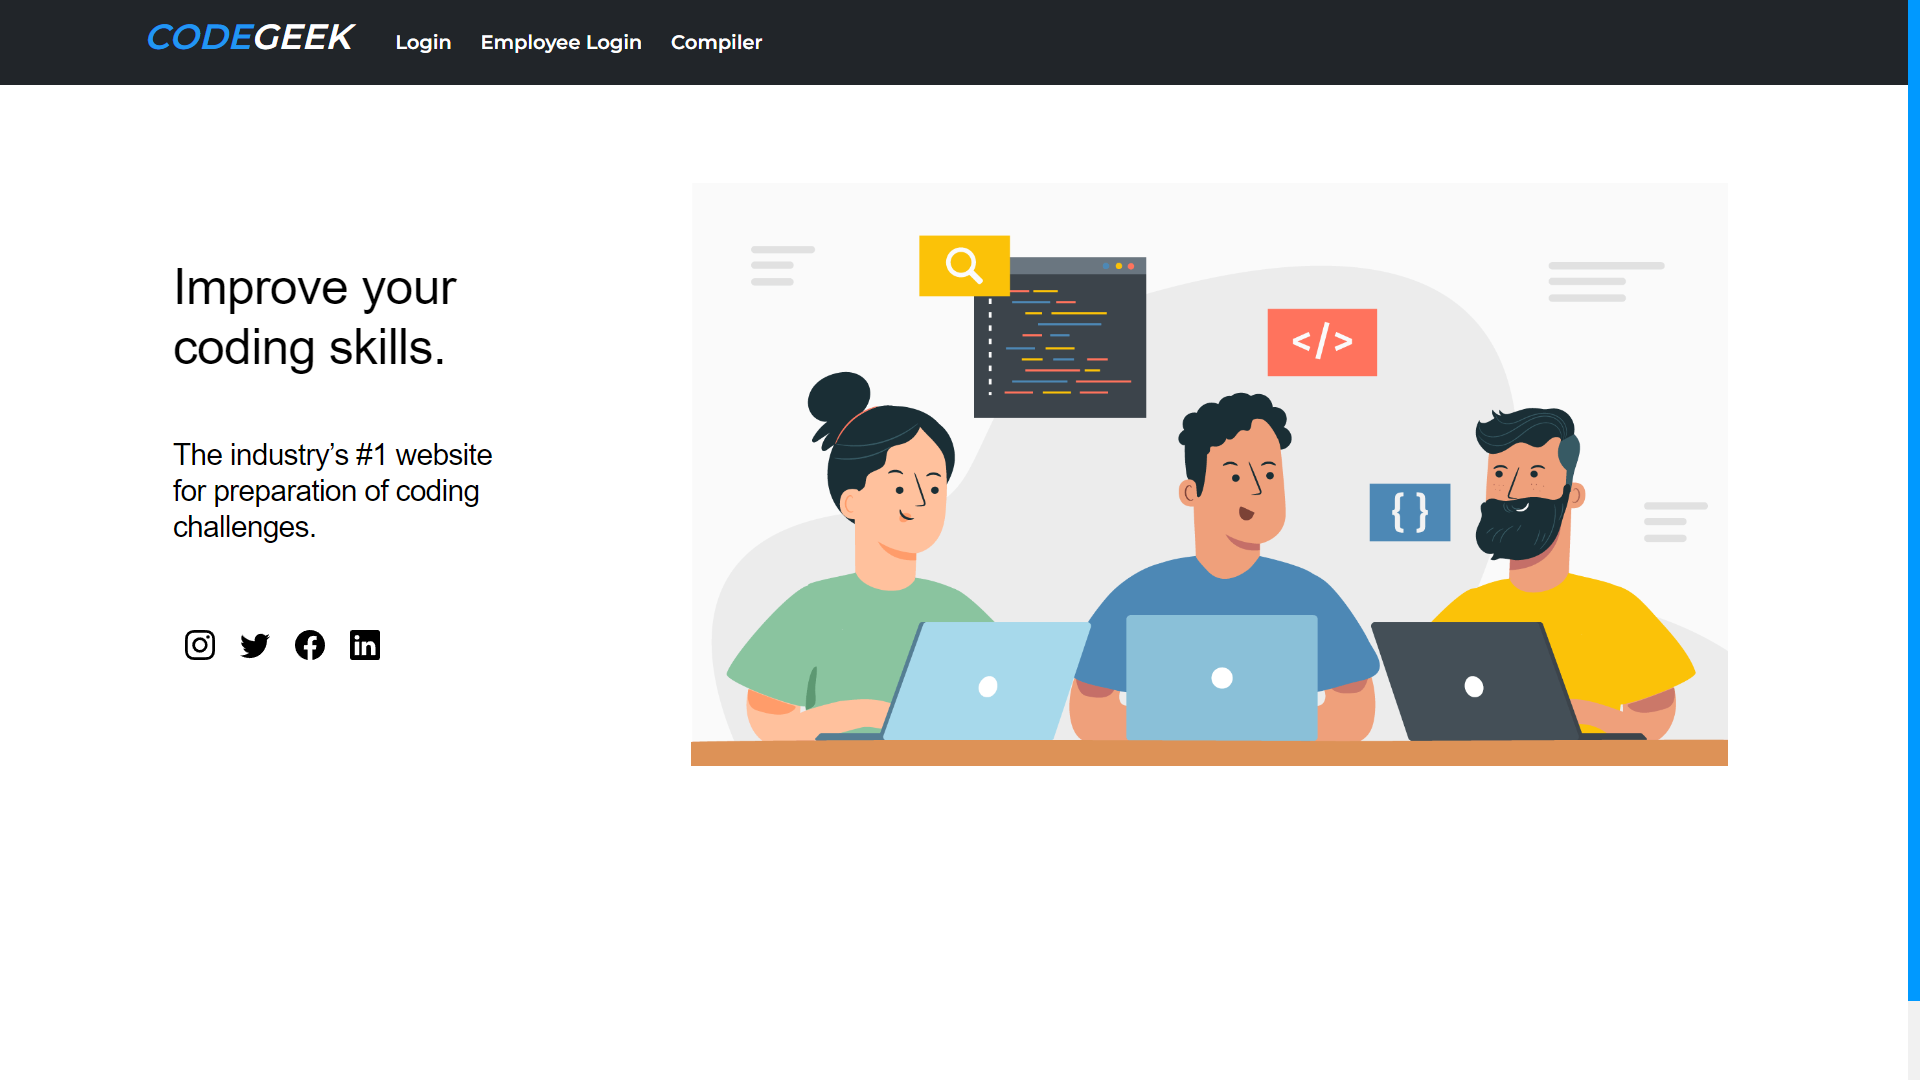 CODEGEEK Login Employee Login Compiler
Improve your
coding skills.
The industry’s #1 website
for preparation of coding
challenges.
</>
{ }